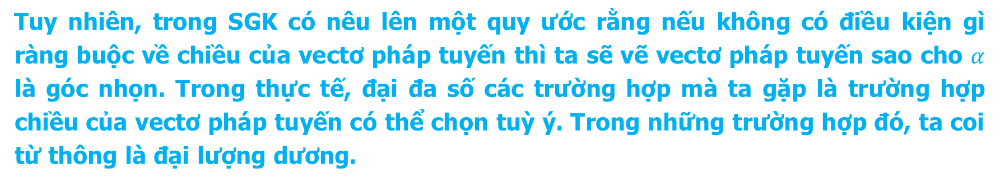 Tuy nhiên, trong SGK có nêu lên một quy ước rằng nếu không có điều kiện gì
ràng buộc về chiều của vectơ pháp tuyến thì ta sẽ vẽ vectơ pháp tuyến sao cho α
là góc nhọn. Trong thực tế, đại đa số các trường hợp mà ta gặp là trường hợp
chiều của vectơ pháp tuyến có thể chọn tuỳ ý. Trong những trường hợp đó, ta coi
từ thông là đại lượng dương.